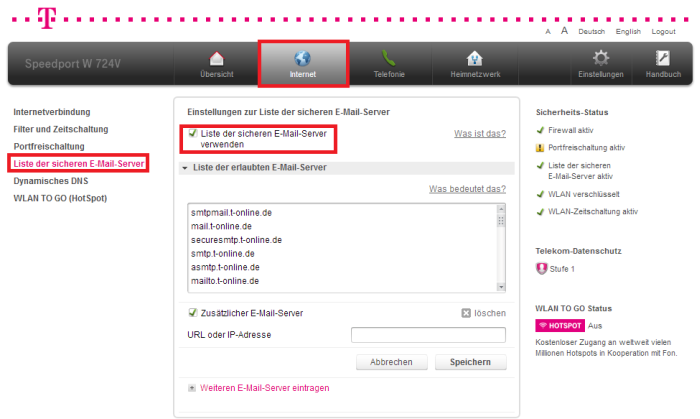 T
A A Deutsch English Logout
Speedport W 724V
Übersicht
Internet
Telefonie
Heimnetzwerk
Einstellungen
Handbuch
Internetverbindung
Filter und Zeitschaltung
Portfreischaltung
Liste der sicheren E-Mail-Server
Dynamisches DNS
WLAN TO GO (HotSpot)
Einstellungen zur Liste der sicheren E-Mail-Server
Liste der sicheren E-Mail-Server
verwenden
Was ist das?
Liste der erlaubten E-Mail-Server
Was bedeutet das?
smtpmail.t-online.de
mail.t-online.de
securesmtp.t-online.de
smtp.t-online.de
asmtp.t-online.de
mailto.t-online.de
Zusätzlicher E-Mail-Server
löschen
URL oder IP-Adresse
Abbrechen
Speichern
Weiteren E-Mail-Server eintragen
Sicherheits-Status
Firewall aktiv
Portfreischaltung aktiv
Liste der sicheren
E-Mail-Server aktiv
WLAN verschlüsselt
WLAN-Zeitschaltung aktiv
Telekom-Datenschutz
Stufe 1
WLAN TO GO Status
HOTSPOT Aus
Kostenloser Zugang an weltweit vielen
Millionen Hotspots in Kooperation mit Fon.